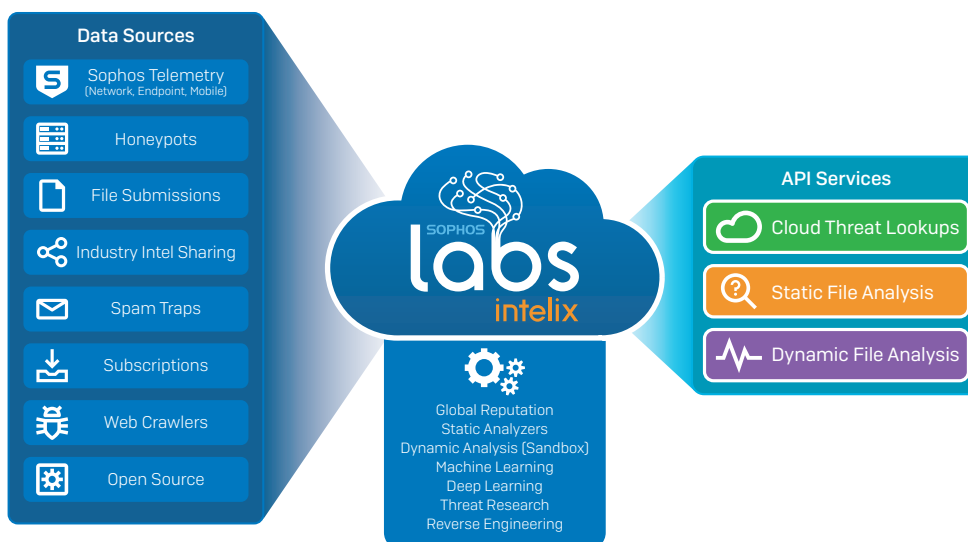 Data Sources
Sophos Telemetry
(Network, Endpoint, Mobile)
Honeypots
File Submissions
Industry Intel Sharing
Spam Traps
Subscriptions
Web Crawlers
Open Source
SOPHOS
labs
intelix
Global Reputation
Static Analyzers
Dynamic Analysis (Sandbox)
Machine Learning
Deep Learning
Threat Research
Reverse Engineering
API Services
Cloud Threat Lookups
Static File Analysis
Dynamic File Analysis